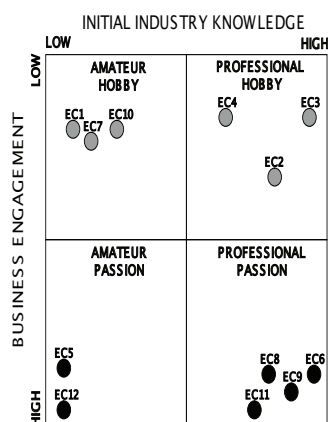 INITIAL INDUSTRY KNOWLEDGE
LOW HIGH
BUSINESS ENGAGEMENT
LOW
HIGH
AMATEUR
HOBBY
EC1
EC7
EC10
PROFESSIONAL
HOBBY
EC4
EC3
EC2
AMATEUR
PASSION
EC5
EC12
PROFESSIONAL
PASSION
EC8
EC6
EC9
EC11